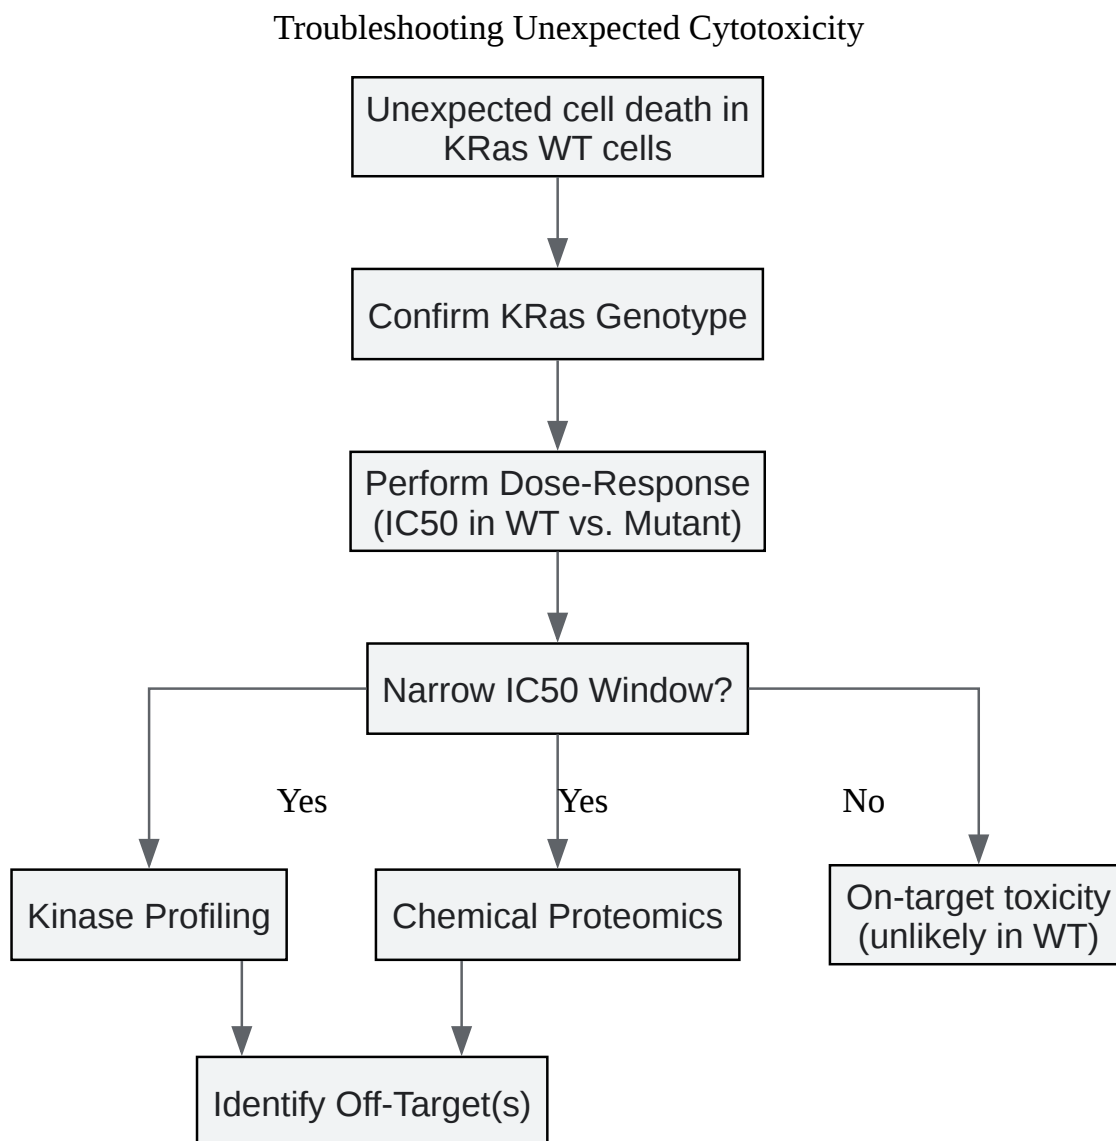 Troubleshooting Unexpected Cytotoxicity
Unexpected cell death in
KRas WT cells
Confirm KRas Genotype
Perform Dose-Response
(IC50 in WT vs. Mutant)
Narrow IC50 Window?
Yes
Yes
No
Kinase Profiling
Chemical Proteomics
On-target toxicity
(unlikely in WT)
Identify Off-Target(s)